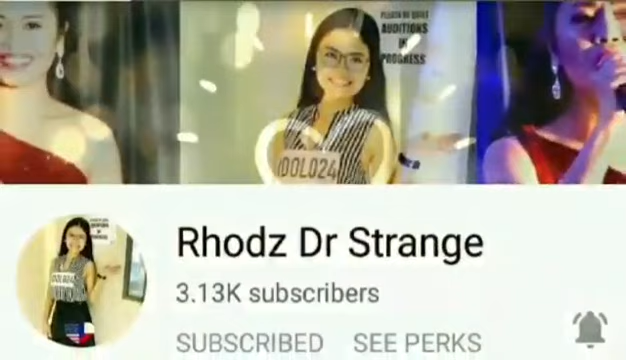 PLEASE BE QUIET
AUDITIONS
IN
PROGRESS
IDOL024
Rhodz Dr Strange
3.13K subscribers
SUBSCRIBED SEE PERKS